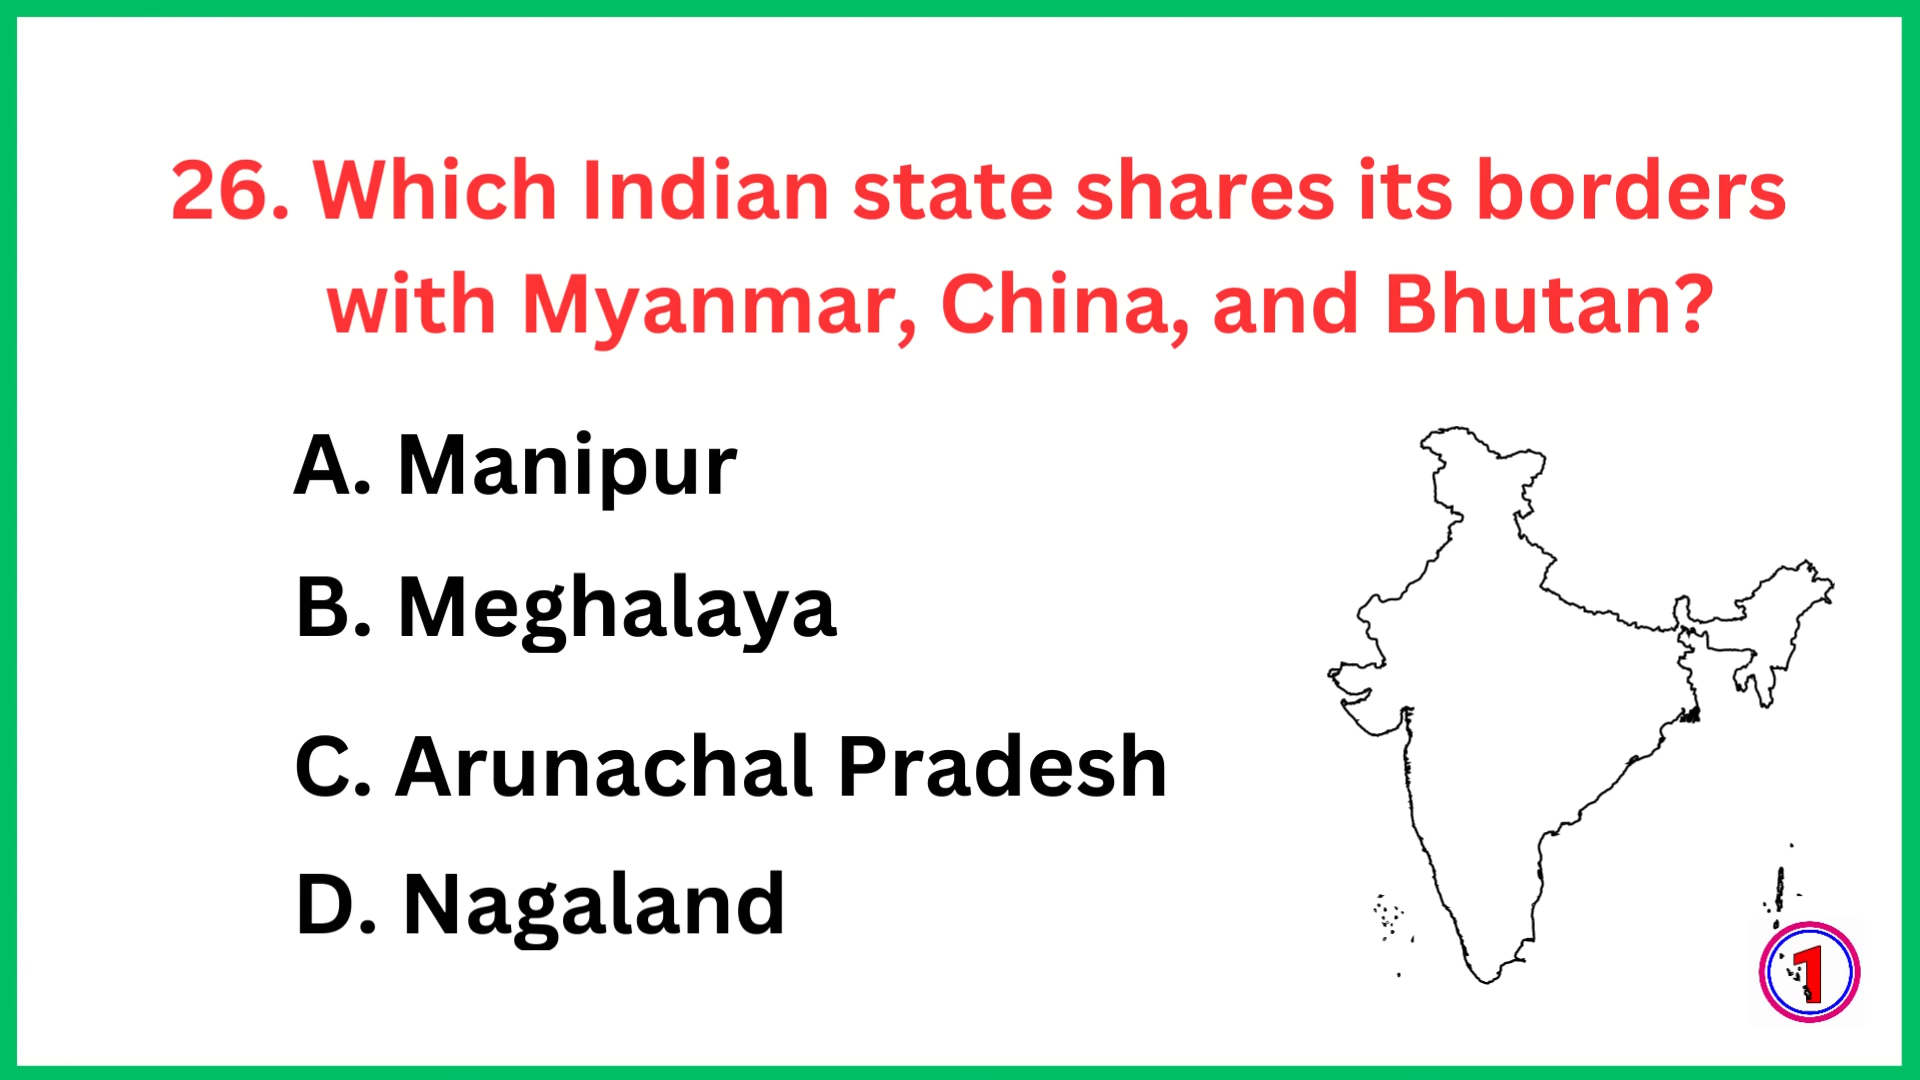 26. Which Indian state shares its borders
with Myanmar, China, and Bhutan?
A. Manipur
B. Meghalaya
C. Arunachal Pradesh
D. Nagaland
1